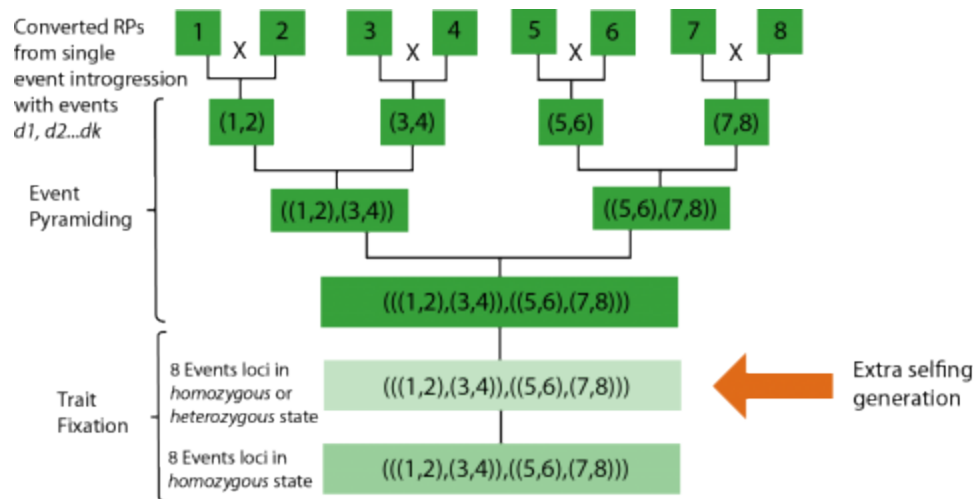 Converted RPs
from single
event introgression
with events
d1, d2...dk
1 X 2
3 X 4
5 X 6
7 X 8
(1,2)
(3,4)
(5,6)
(7,8)
Event
Pyramiding
((1,2),(3,4))
((5,6),(7,8))
(((1,2),(3,4)),((5,6),(7,8)))
Trait
Fixation
8 Events loci in
homozygous or
heterozygous state
(((1,2),(3,4)),((5,6),(7,8)))
Extra selfing
generation
8 Events loci in
homozygous state
(((1,2),(3,4)),((5,6),(7,8)))